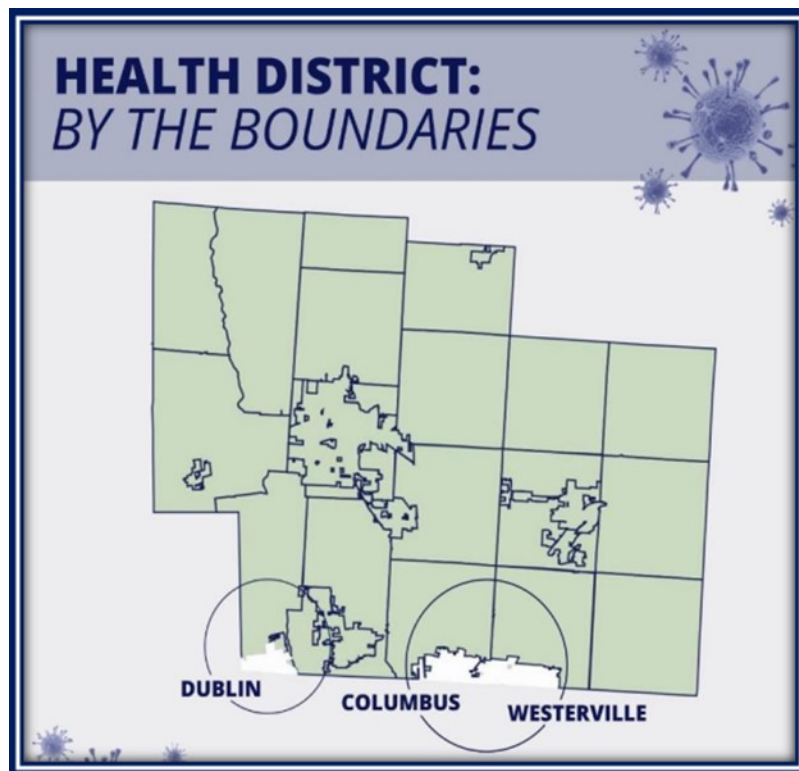 HEALTH DISTRICT:
BY THE BOUNDARIES
DUBLIN
COLUMBUS
WESTERVILLE